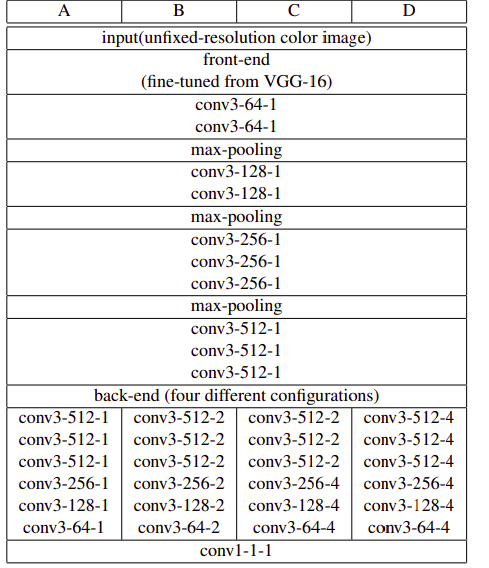 A B C D
input(unfixed-resolution color image)
front-end
(fine-tuned from VGG-16)
conv3-64-1
conv3-64-1
max-pooling
conv3-128-1
conv3-128-1
max-pooling
conv3-256-1
conv3-256-1
conv3-256-1
max-pooling
conv3-512-1
conv3-512-1
conv3-512-1
back-end (four different configurations)
conv3-512-1 conv3-512-2 conv3-512-2 conv3-512-4
conv3-512-1 conv3-512-2 conv3-512-2 conv3-512-4
conv3-512-1 conv3-512-2 conv3-512-2 conv3-512-4
conv3-256-1 conv3-256-2 conv3-256-4 conv3-256-4
conv3-128-1 conv3-128-2 conv3-128-4 conv3-128-4
conv3-64-1 conv3-64-2 conv3-64-4 conv3-64-4
conv1-1-1